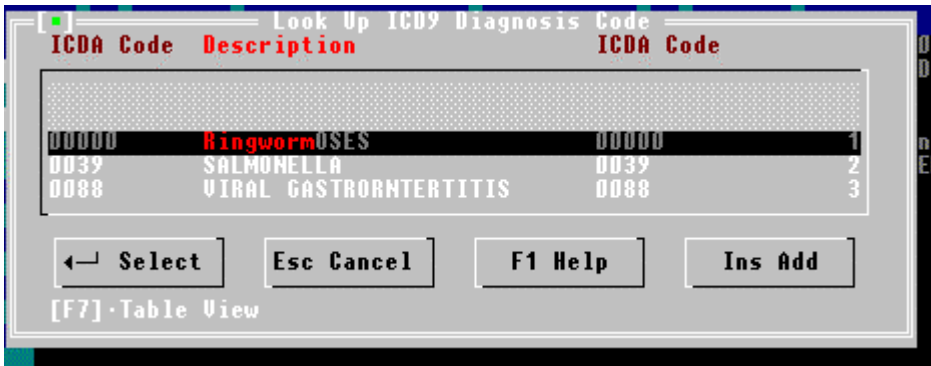 [■] Look Up ICD9 Diagnosis Code
ICDA Code Description ICDA Code
00000 RingwormOSES 00000 1
0039 SALMONELLA 0039 2
0088 VIRAL GASTRORNTERTITIS 0088 3
◄─┘ Select Esc Cancel F1 Help Ins Add
[F7]·Table View